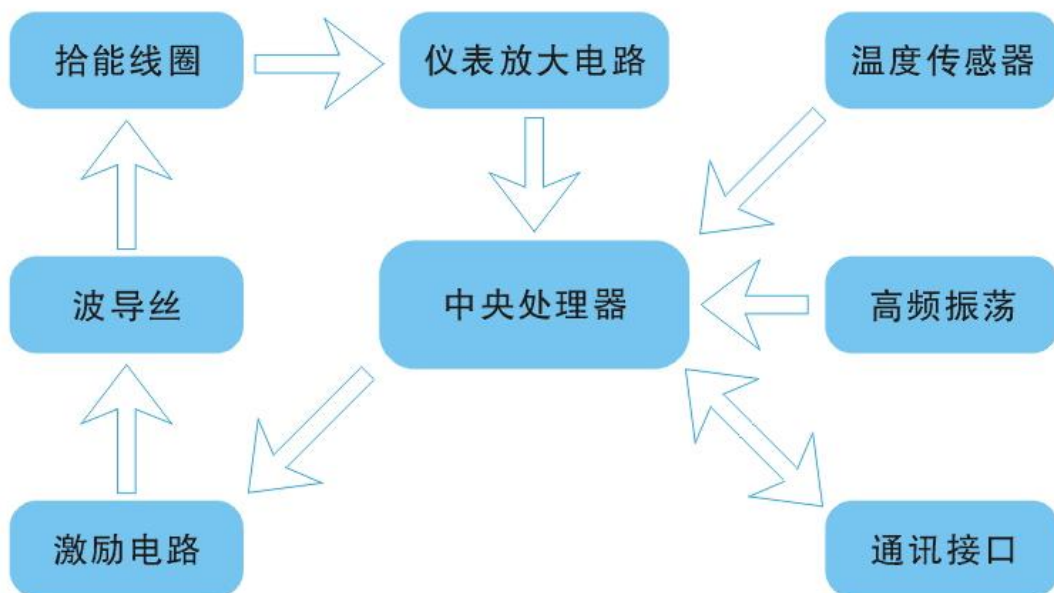 拾能线圈
仪表放大电路
温度传感器
波导丝
中央处理器
高频振荡
激励电路
通讯接口